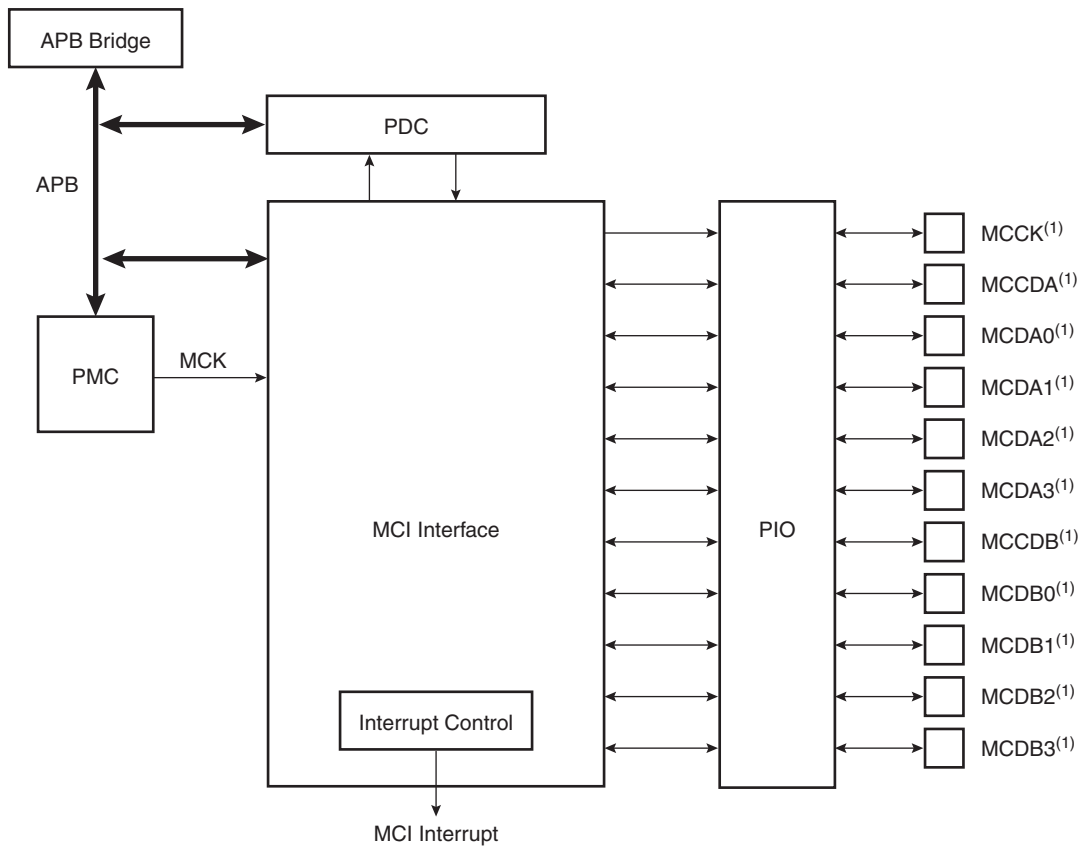 APB Bridge
PDC
APB
MCCK(1)
MCCDA(1)
MCDA0(1)
PMC
MCK
MCDA1(1)
MCDA2(1)
MCDA3(1)
MCI Interface
PIO
MCCDB(1)
MCDB0(1)
MCDB1(1)
MCDB2(1)
Interrupt Control
MCDB3(1)
MCI Interrupt